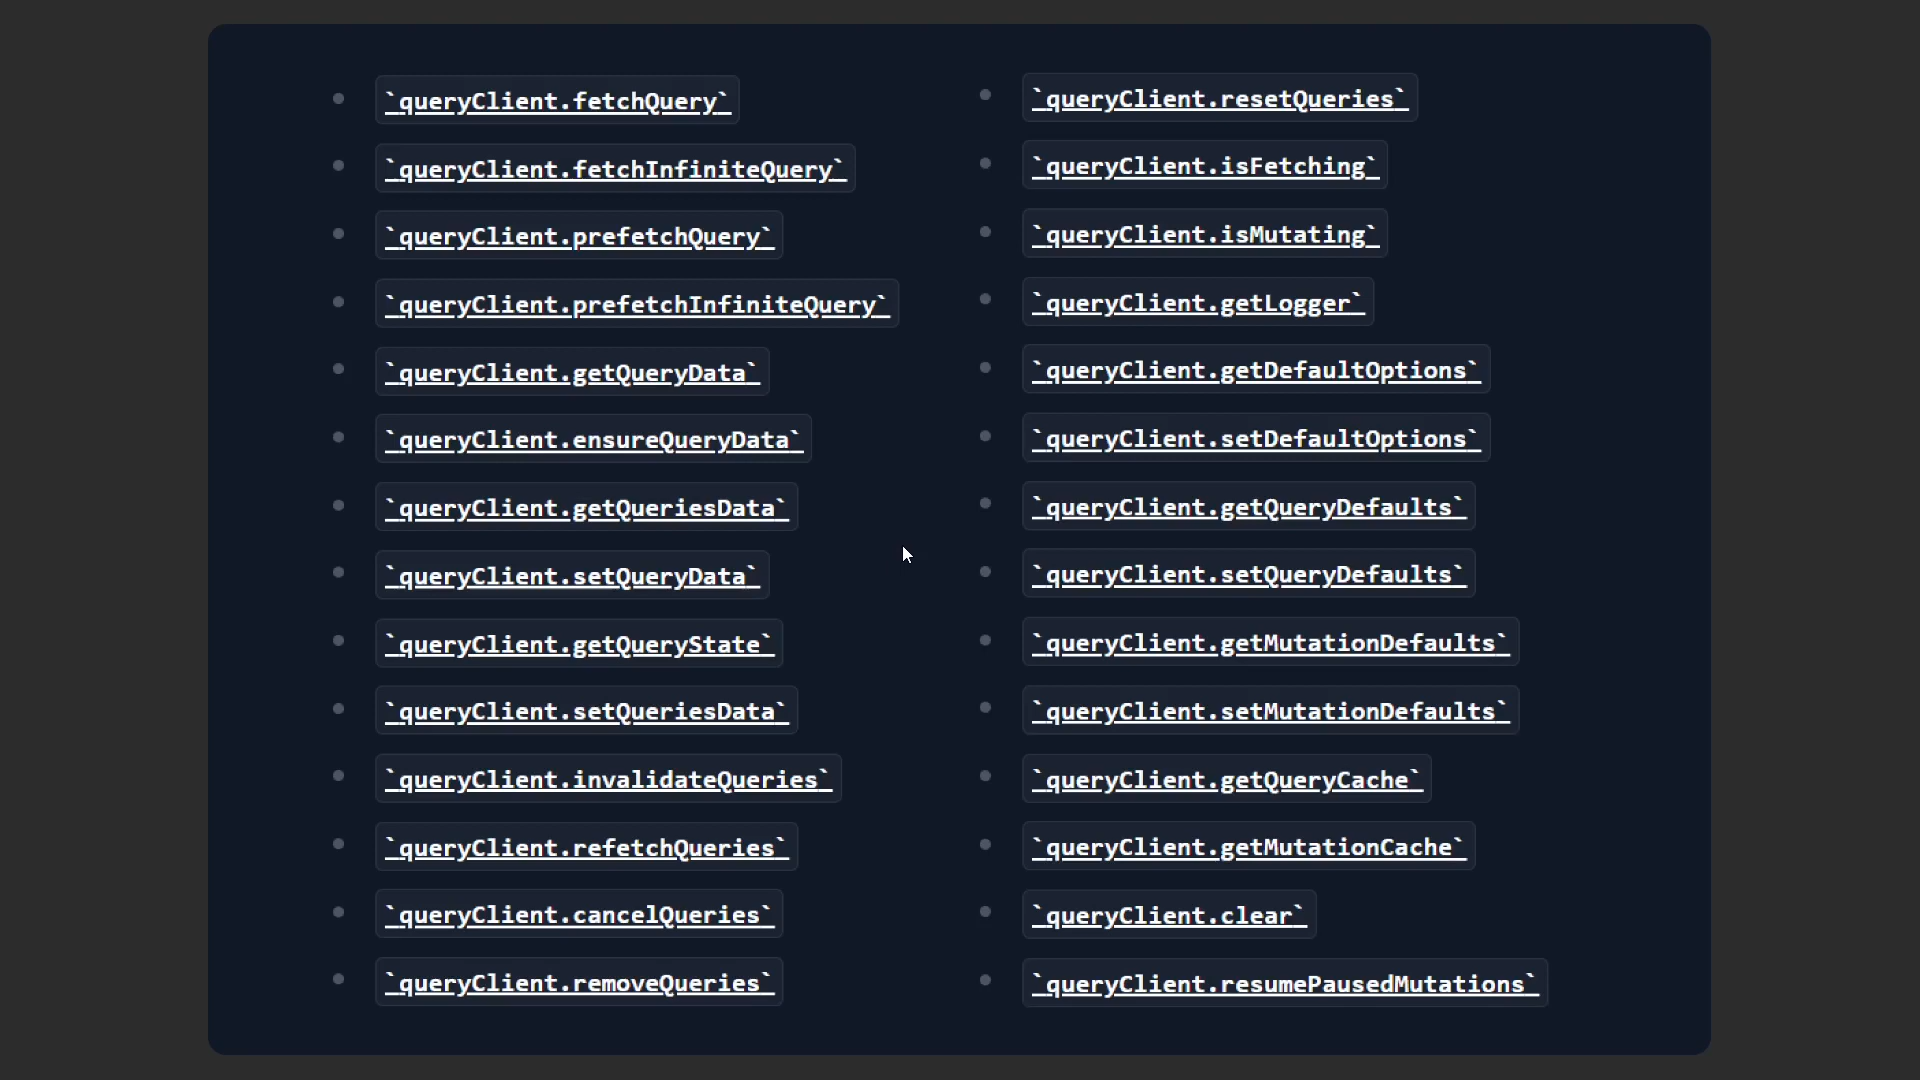 `queryClient.fetchQuery`
`queryClient.fetchInfiniteQuery`
`queryClient.prefetchQuery`
`queryClient.prefetchInfiniteQuery`
`queryClient.getQueryData`
`queryClient.ensureQueryData`
`queryClient.getQueriesData`
`queryClient.setQueryData`
`queryClient.getQueryState`
`queryClient.setQueriesData`
`queryClient.invalidateQueries`
`queryClient.refetchQueries`
`queryClient.cancelQueries`
`queryClient.removeQueries`
`queryClient.resetQueries`
`queryClient.isFetching`
`queryClient.isMutating`
`queryClient.getLogger`
`queryClient.getDefaultOptions`
`queryClient.setDefaultOptions`
`queryClient.getQueryDefaults`
`queryClient.setQueryDefaults`
`queryClient.getMutationDefaults`
`queryClient.setMutationDefaults`
`queryClient.getQueryCache`
`queryClient.getMutationCache`
`queryClient.clear`
`queryClient.resumePausedMutations`